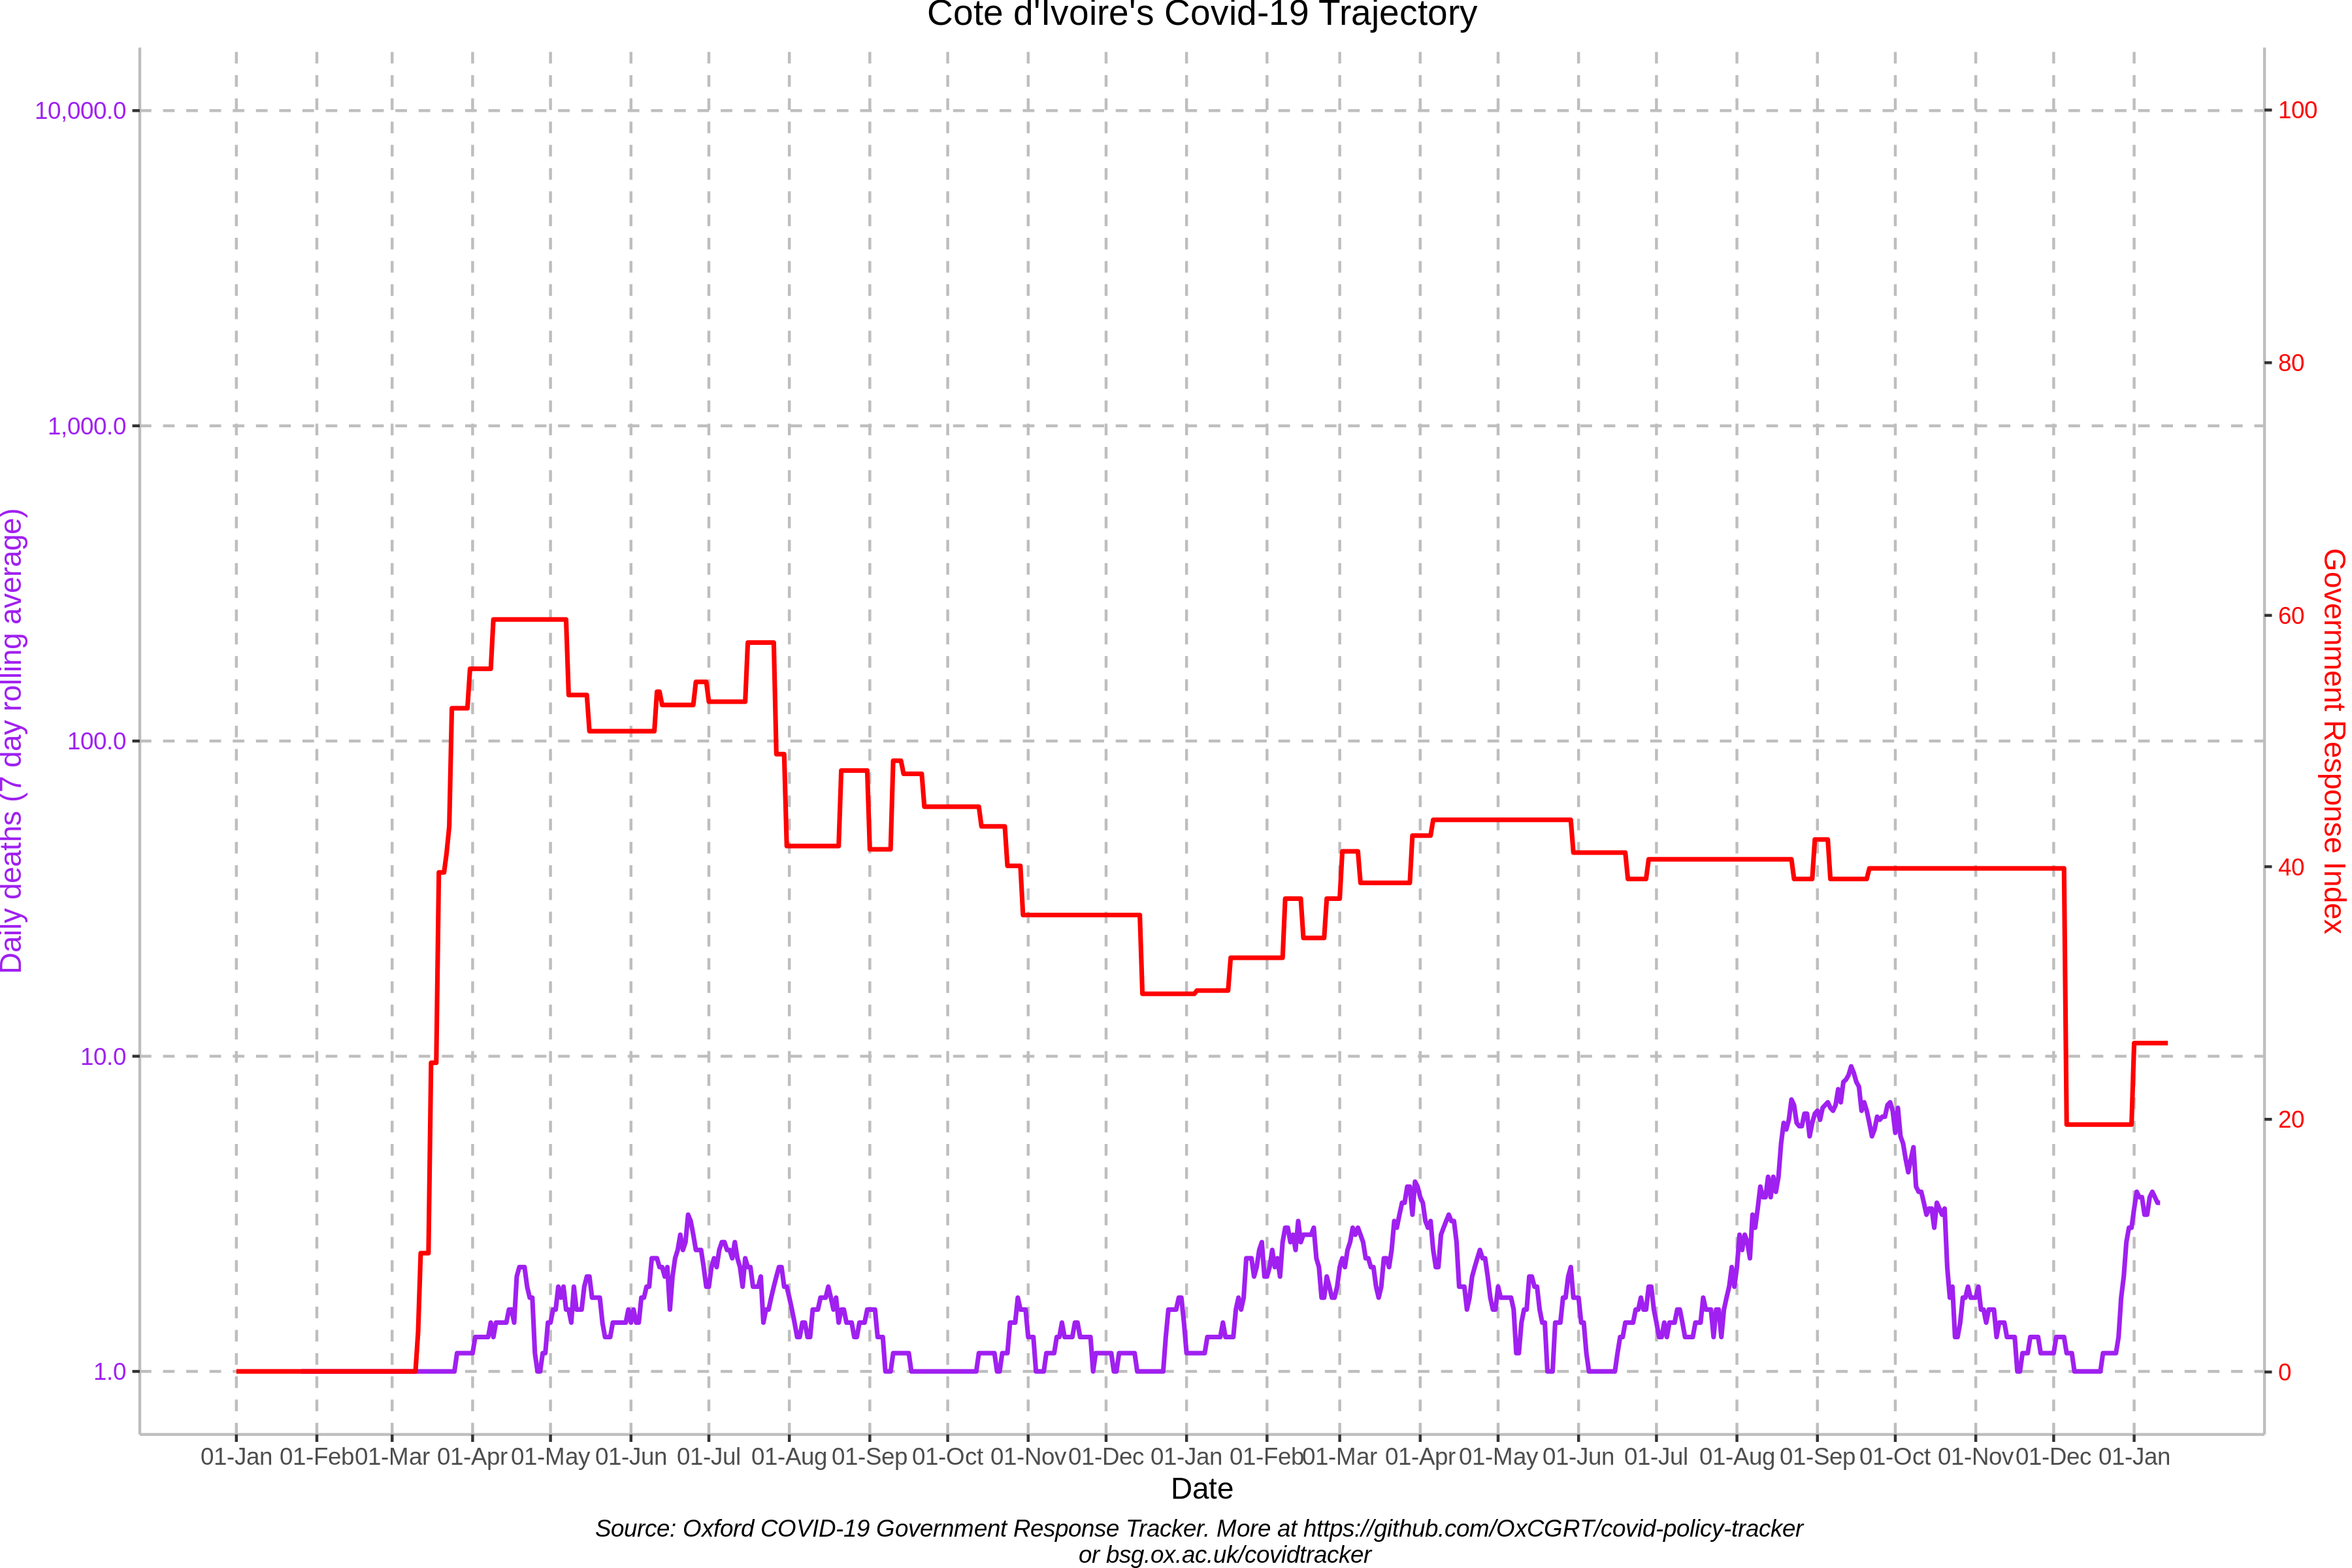 Cote d'Ivoire's Covid-19 Trajectory
10,000.0
1,000.0
100.0
10.0
1.0
Daily deaths (7 day rolling average)
100
80
60
40
20
0
Government Response Index
01-Jan 01-Feb 01-Mar 01-Apr 01-May 01-Jun 01-Jul 01-Aug 01-Sep 01-Oct 01-Nov 01-Dec 01-Jan 01-Feb 01-Mar 01-Apr 01-May 01-Jun 01-Jul 01-Aug 01-Sep 01-Oct 01-Nov 01-Dec 01-Jan
Date
Source: Oxford COVID-19 Government Response Tracker. More at https://github.com/OxCGRT/covid-policy-tracker
or bsg.ox.ac.uk/covidtracker